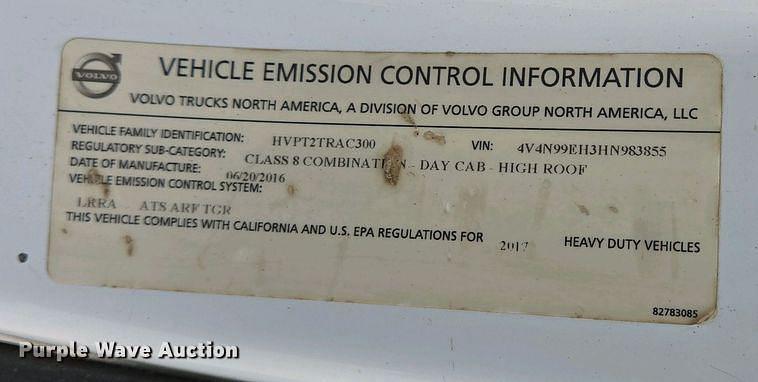 VOLVO
VEHICLE EMISSION CONTROL INFORMATION
VOLVO TRUCKS NORTH AMERICA, A DIVISION OF VOLVO GROUP NORTH AMERICA, LLC
VEHICLE FAMILY IDENTIFICATION: HVPT2TRAC300 VIN: 4V4N99EH3HN983855
REGULATORY SUB-CATEGORY: CLASS 8 COMBINATION - DAY CAB - HIGH ROOF
DATE OF MANUFACTURE: 06/20/2016
VEHICLE EMISSION CONTROL SYSTEM:
LRRA ATS ARF TGR
THIS VEHICLE COMPLIES WITH CALIFORNIA AND U.S. EPA REGULATIONS FOR 2017 HEAVY DUTY VEHICLES
82783085
Purple Wave Auction